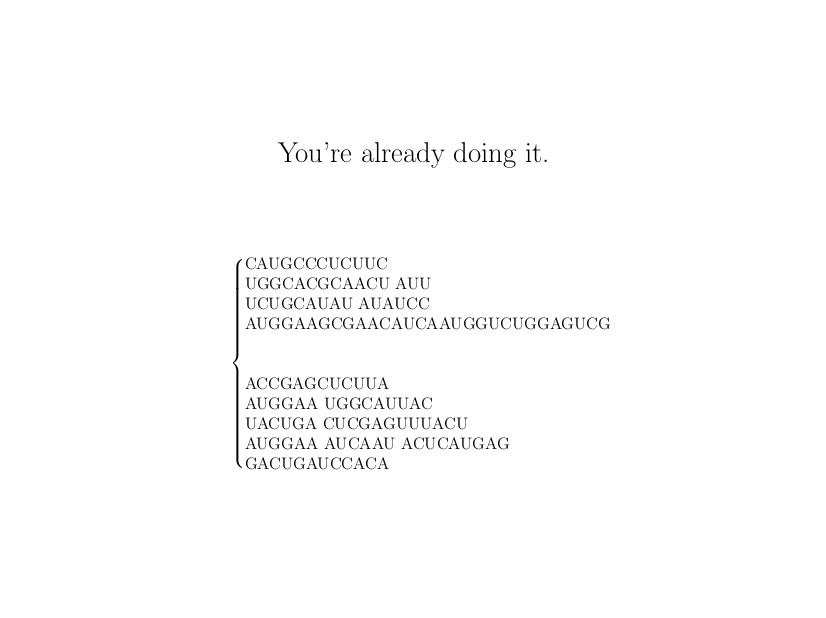 You're already doing it.
CAUGCCCUCUUC
UGGCACGCAACU AUU
UCUGCAUAU AUAUCC
AUGGAAGCGAACAUCAAUGGUCUGGAGUCG
ACCGAGCUCUUA
AUGGAA UGGCAUUAC
UACUGA CUCGAGUUUACU
AUGGAA AUCAAU ACUCAUGAG
GACUGAUCCACA